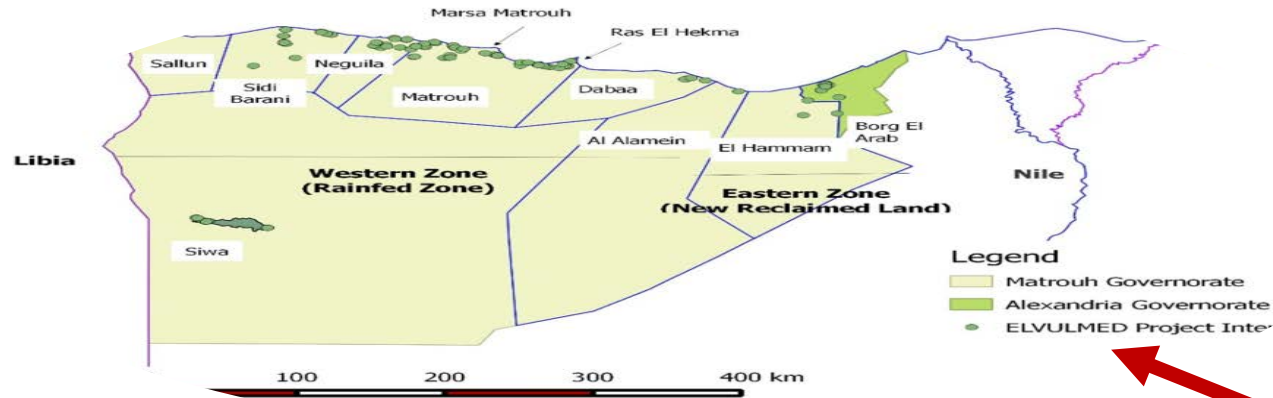 Marsa Matrouh
Ras El Hekma
Sallun
Neguila
Sidi
Barani
Matrouh
Dabaa
Al Alamein
El Hammam
Borg El
Arab
Libia
Western Zone
(Rainfed Zone)
Eastern Zone
(New Reclaimed Land)
Nile
Siwa
Legend
Matrouh Governorate
Alexandria Governorate
ELVULMED Project Inter
100 200 300 400 km